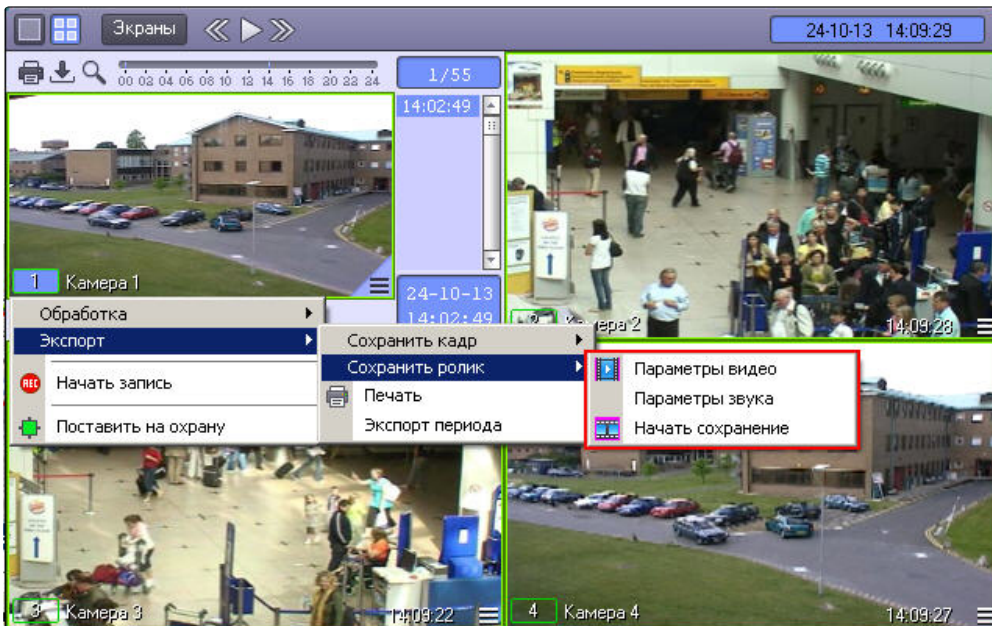 Экраны
24-10-13 14:09:29
00 02 04 06 08 10 12 14 16 18 20 22 24
1/55
14:02:49
1 Камера 1
24-10-13
14:02:49
2 Камера 2
14:09:28
Обработка
Экспорт
REC Начать запись
Поставить на охрану
Сохранить кадр
Сохранить ролик
Печать
Экспорт периода
Параметры видео
Параметры звука
Начать сохранение
3 Камера 3
14:09:22
4 Камера 4
14:09:27